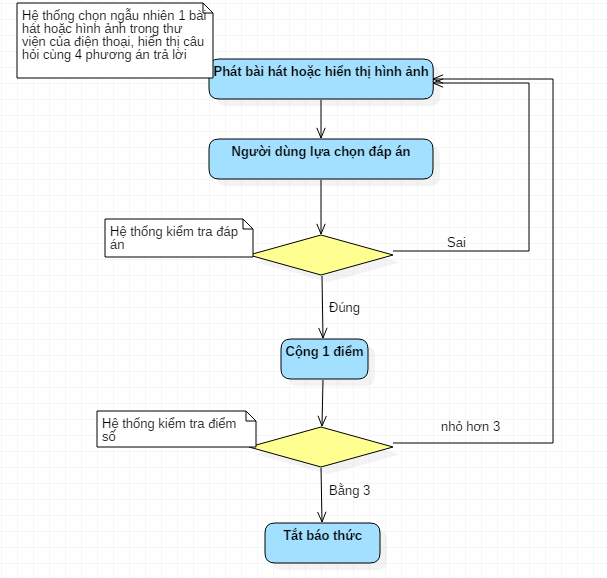 Hệ thống chọn ngẫu nhiên 1 bài
hát hoặc hình ảnh trong thư
viện của điện thoại, hiển thị câu
hỏi cùng 4 phương án trả lời
Phát bài hát hoặc hiển thị hình ảnh
Người dùng lựa chọn đáp án
Hệ thống kiểm tra đáp
án
Sai
Đúng
Cộng 1 điểm
Hệ thống kiểm tra điểm
số
nhỏ hơn 3
Bằng 3
Tắt báo thức